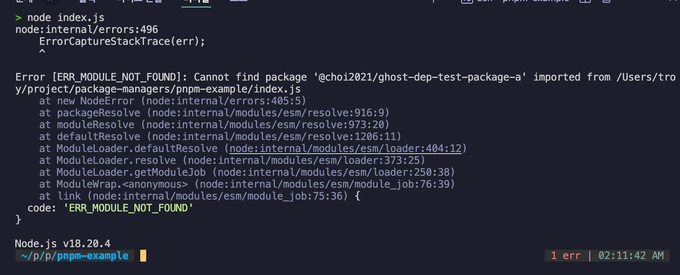 > node index.js
node:internal/errors:496
    ErrorCaptureStackTrace(err);
    ^
Error [ERR_MODULE_NOT_FOUND]: Cannot find package '@choi2021/ghost-dep-test-package-a' imported from /Users/tro
y/project/package-managers/pnpm-example/index.js
    at new NodeError (node:internal/errors:405:5)
    at packageResolve (node:internal/modules/esm/resolve:916:9)
    at moduleResolve (node:internal/modules/esm/resolve:973:20)
    at defaultResolve (node:internal/modules/esm/resolve:1206:11)
    at ModuleLoader.defaultResolve (node:internal/modules/esm/loader:404:12)
    at ModuleLoader.resolve (node:internal/modules/esm/loader:373:25)
    at ModuleLoader.getModuleJob (node:internal/modules/esm/loader:250:38)
    at ModuleWrap.<anonymous> (node:internal/modules/esm/module_job:76:39)
    at link (node:internal/modules/esm/module_job:75:36) {
  code: 'ERR_MODULE_NOT_FOUND'
}
Node.js v18.20.4
~/p/p/pnpm-example 1 err | 02:11:42 AM